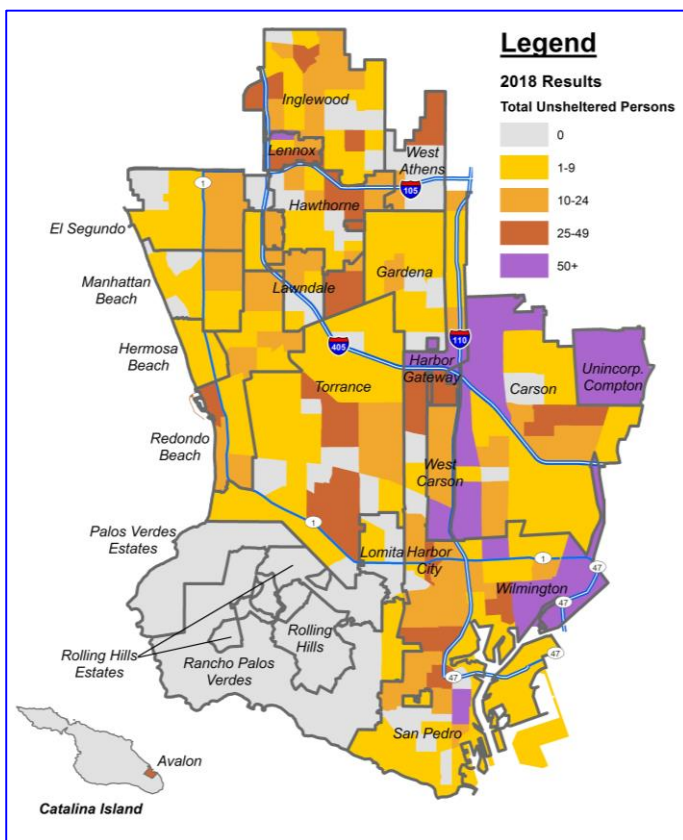 Legend
2018 Results
Total Unsheltered Persons
0
1-9
10-24
25-49
50+
Inglewood
Lennox
West
Athens
1
105
Hawthorne
El Segundo
Manhattan
Beach
Lawndale
Gardena
Hermosa
Beach
405
110
Harbor
Gateway
Carson
Unincorp.
Compton
Torrance
Redondo
Beach
West
Carson
Palos Verdes
Estates
1
Lomita
Harbor
City
1
47
Wilmington
47
Rolling Hills
Estates
Rolling
Hills
Rancho Palos
Verdes
47
47
San Pedro
Avalon
Catalina Island